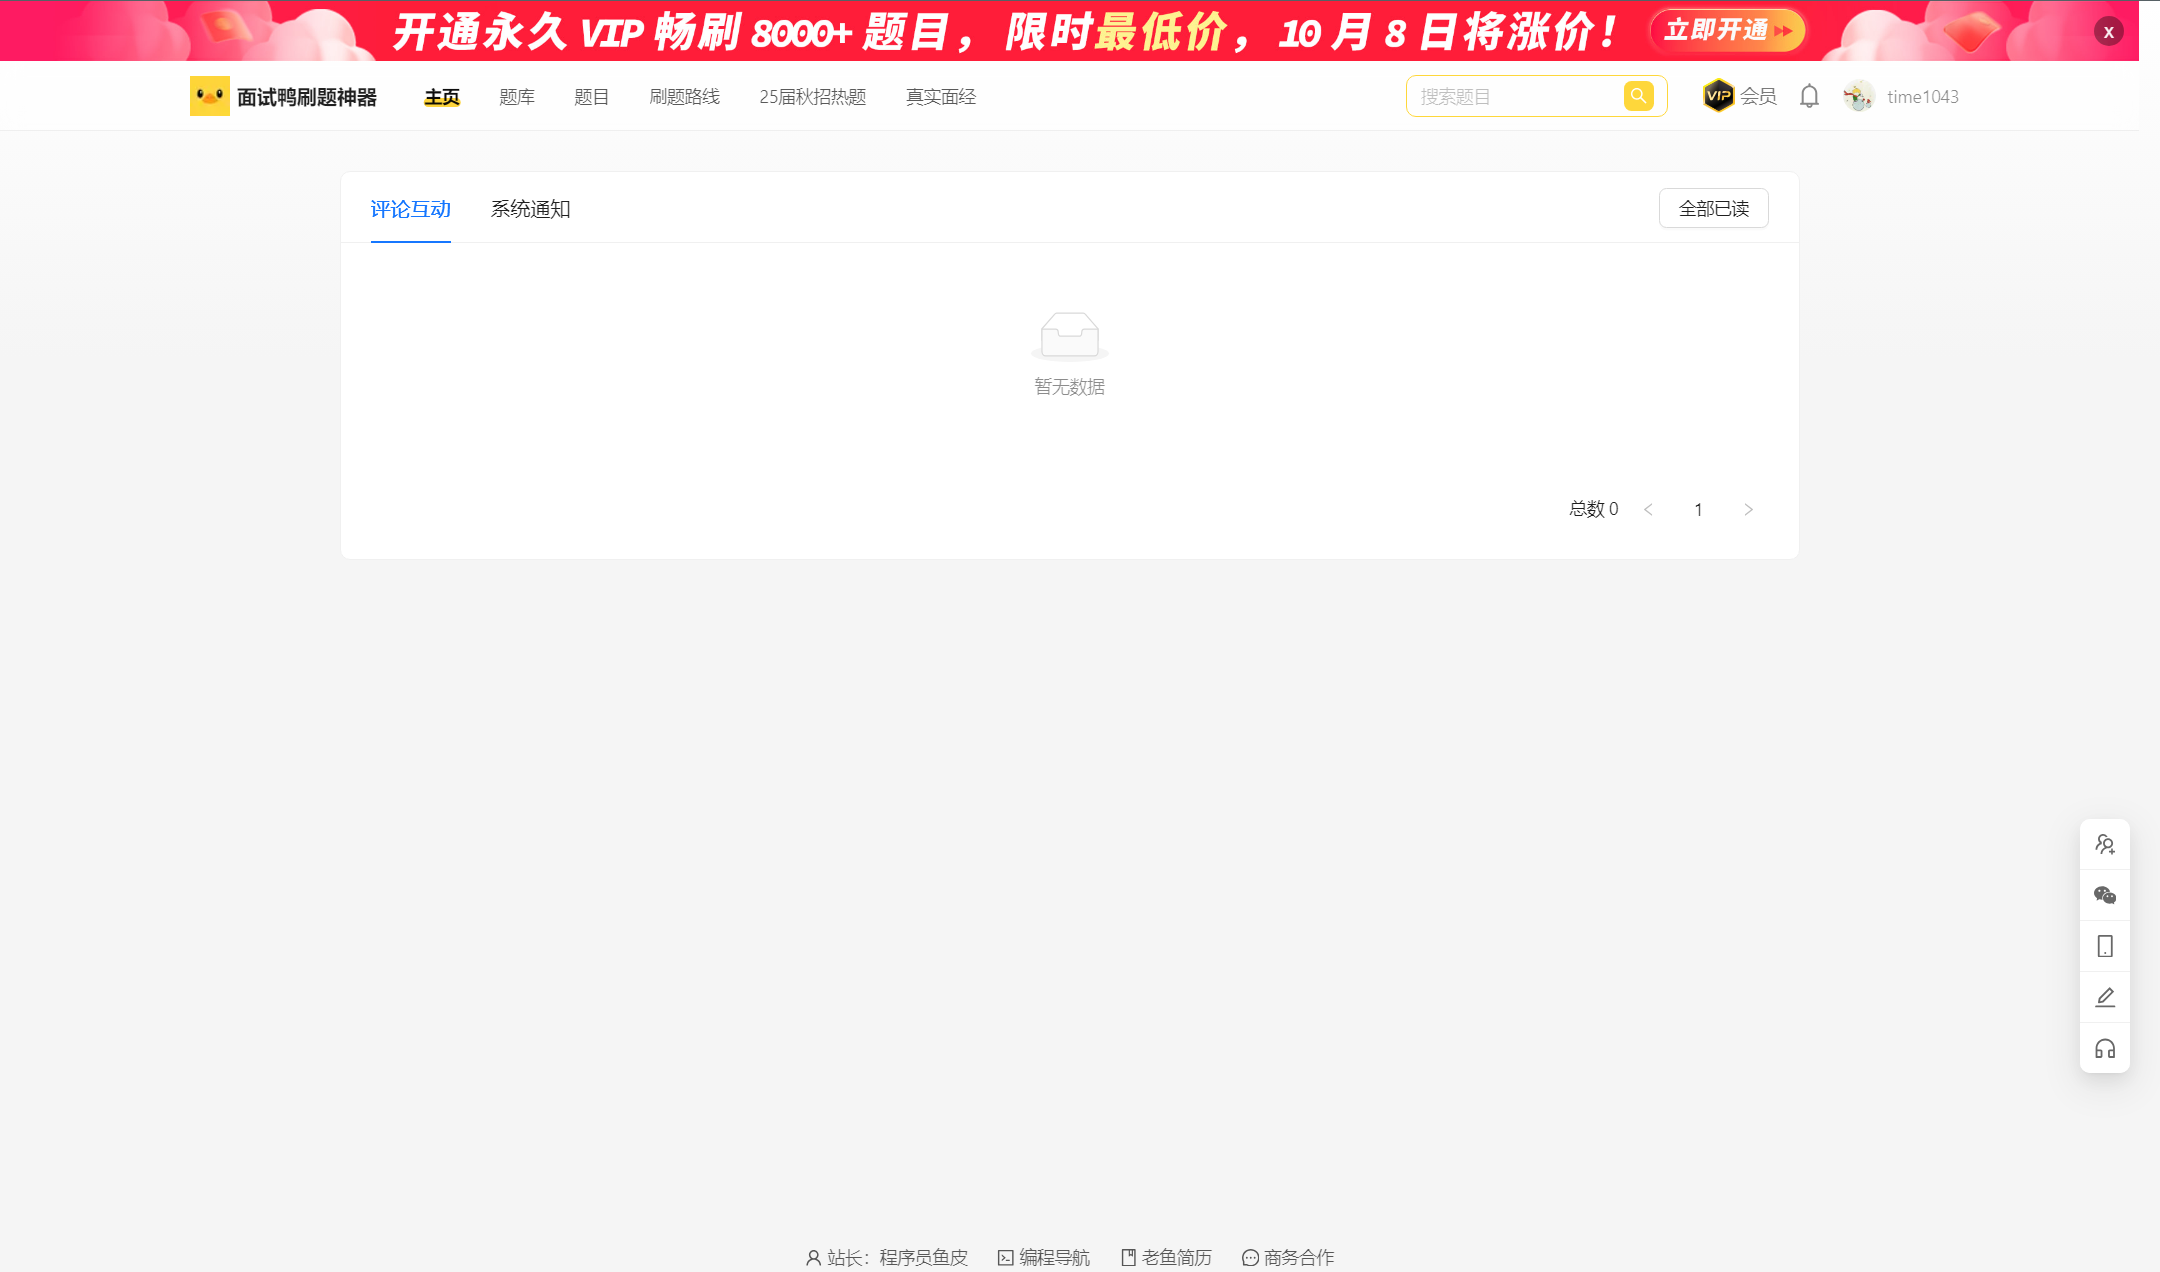 开通永久 VIP 畅刷 8000+ 题目，限时最低价，10 月 8 日将涨价！ 立即开通
x
面试鸭刷题神器 主页 题库 题目 刷题路线 25届秋招热题 真实面经 搜索题目 VIP 会员 time1043
评论互动 系统通知 全部已读
暂无数据
总数 0 1
站长：程序员鱼皮 编程导航 老鱼简历 商务合作